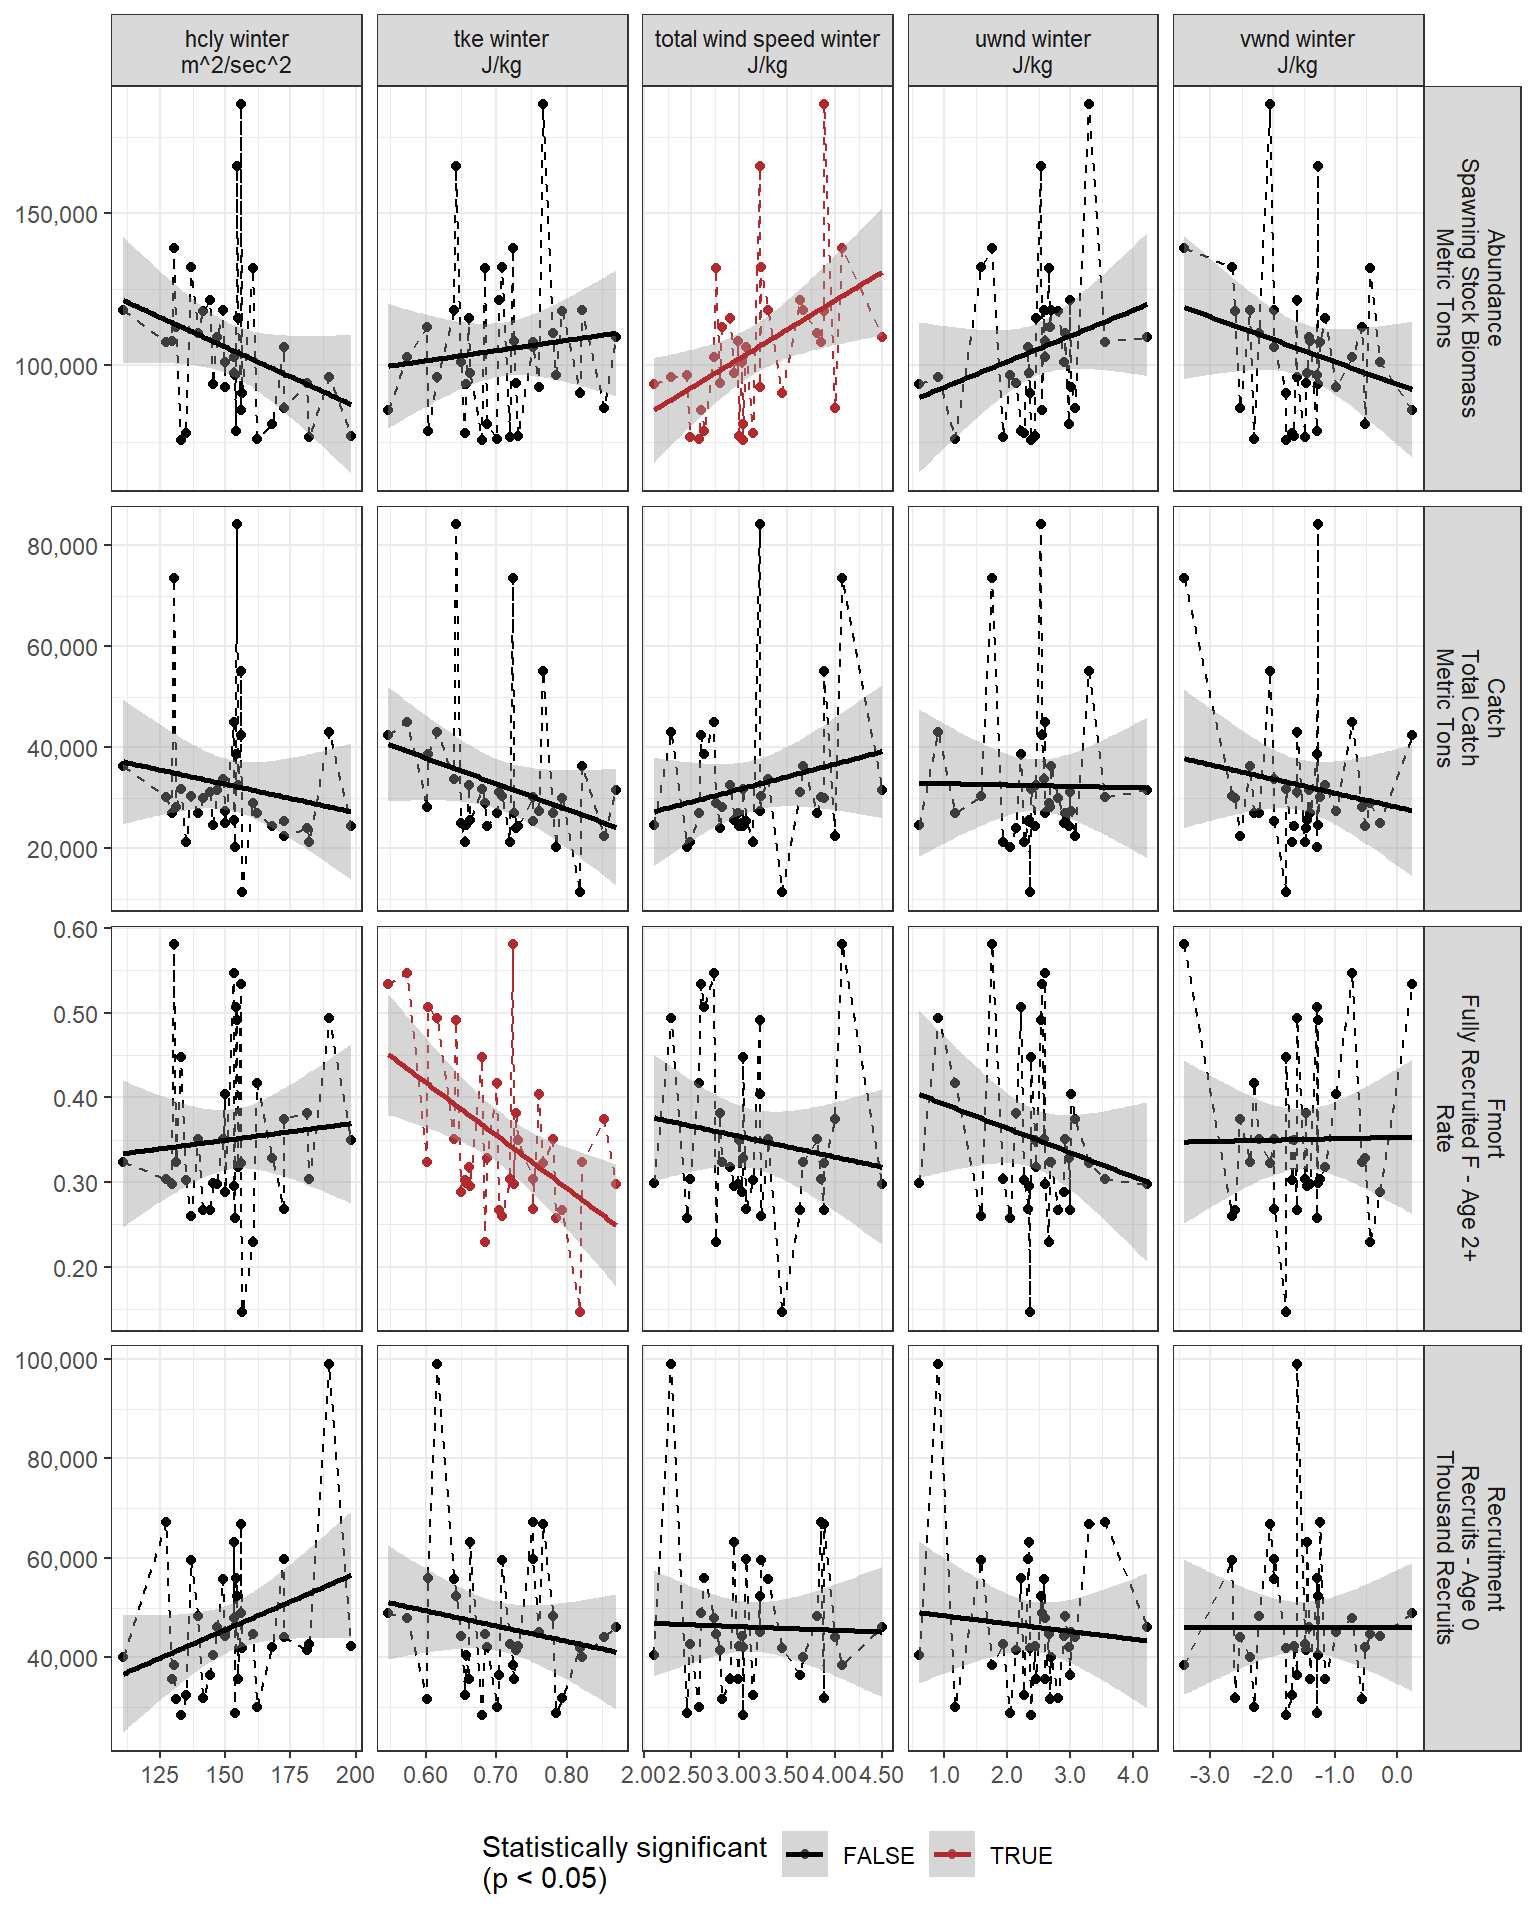 hcly winter
m^2/sec^2
tke winter
J/kg
total wind speed winter
J/kg
uwnd winter
J/kg
vwnd winter
J/kg
150,000
100,000
Abundance
Spawning Stock Biomass
Metric Tons
80,000
60,000
40,000
20,000
Catch
Total Catch
Metric Tons
0.60
0.50
0.40
0.30
0.20
Fmort
Fully Recruited F - Age 2+
Rate
100,000
80,000
60,000
40,000
Recruitment
Recruits - Age 0
Thousand Recruits
125 150 175 200
0.60 0.70 0.80
2.00 2.50 3.00 3.50 4.00 4.50
1.0 2.0 3.0 4.0
-3.0 -2.0 -1.0 0.0
Statistically significant
(p < 0.05)
FALSE
TRUE